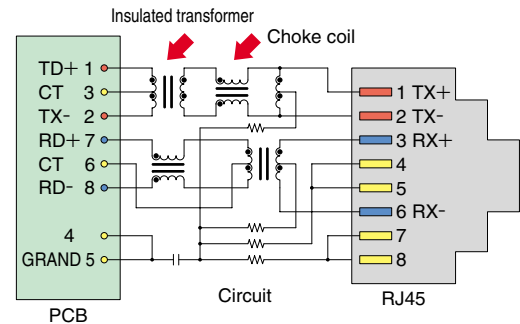 Insulated transformer
Choke coil
TD+ 1
CT 3
TX- 2
RD+ 7
CT 6
RD- 8
4
GRAND 5
PCB
Circuit
1 TX+
2 TX-
3 RX+
4
5
6 RX-
7
8
RJ45